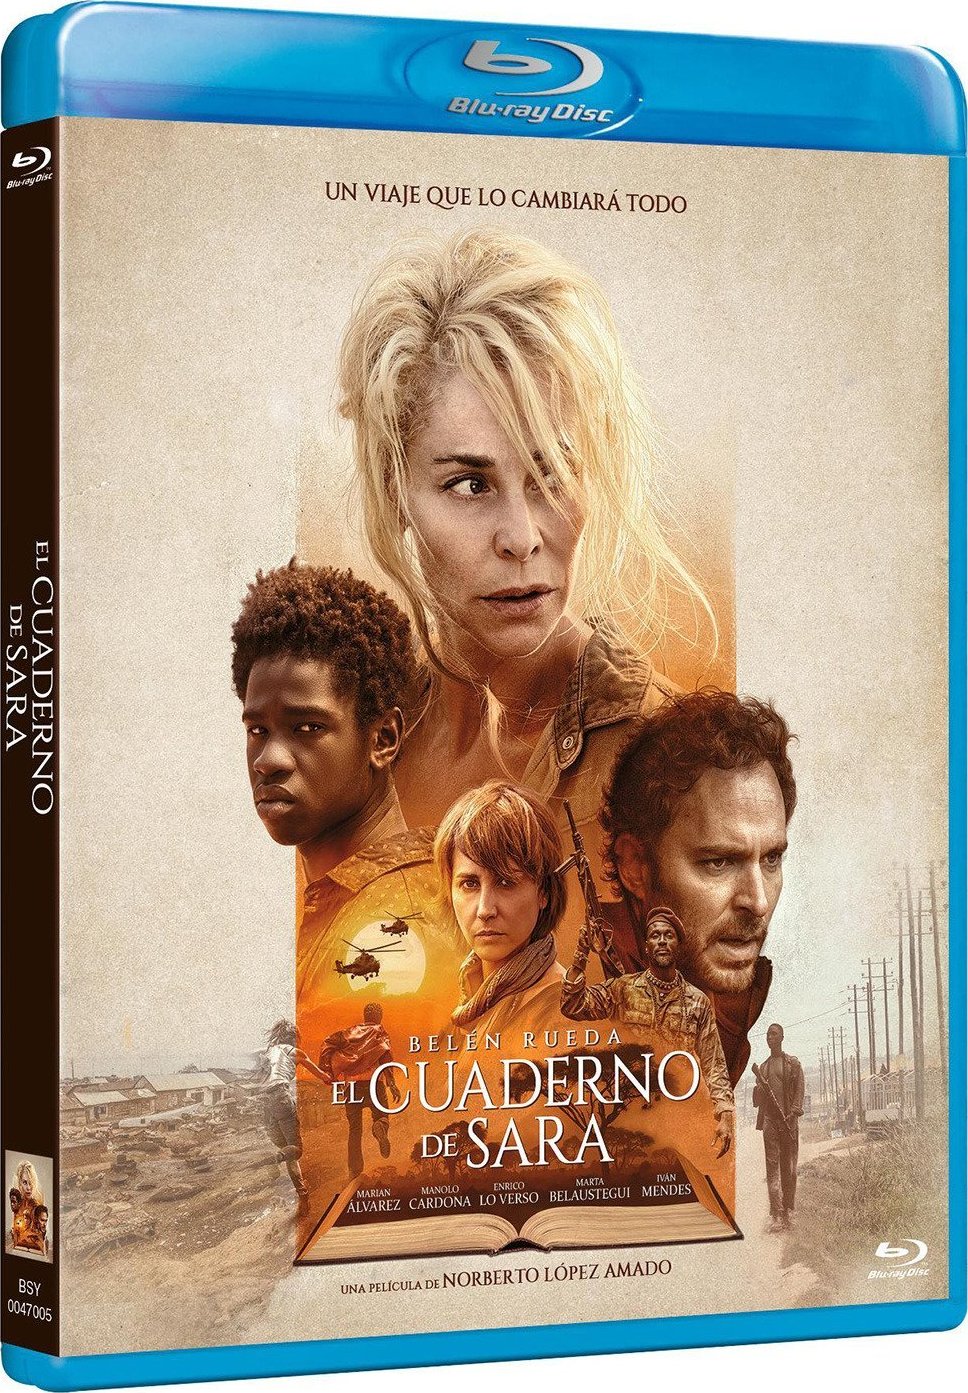 Blu-ray Disc
Blu-ray Disc
UN VIAJE QUE LO CAMBIARÁ TODO
EL CUADERNO
DE SARA
BELÉN RUEDA
EL CUADERNO
DE SARA
MARIAN ÁLVAREZ
MANOLO CARDONA
ENRICO LO VERSO
MARTA BELAUSTEGUI
IVÁN MENDES
UNA PELÍCULA DE NORBERTO LÓPEZ AMADO
Blu-ray Disc
BSY
0047005